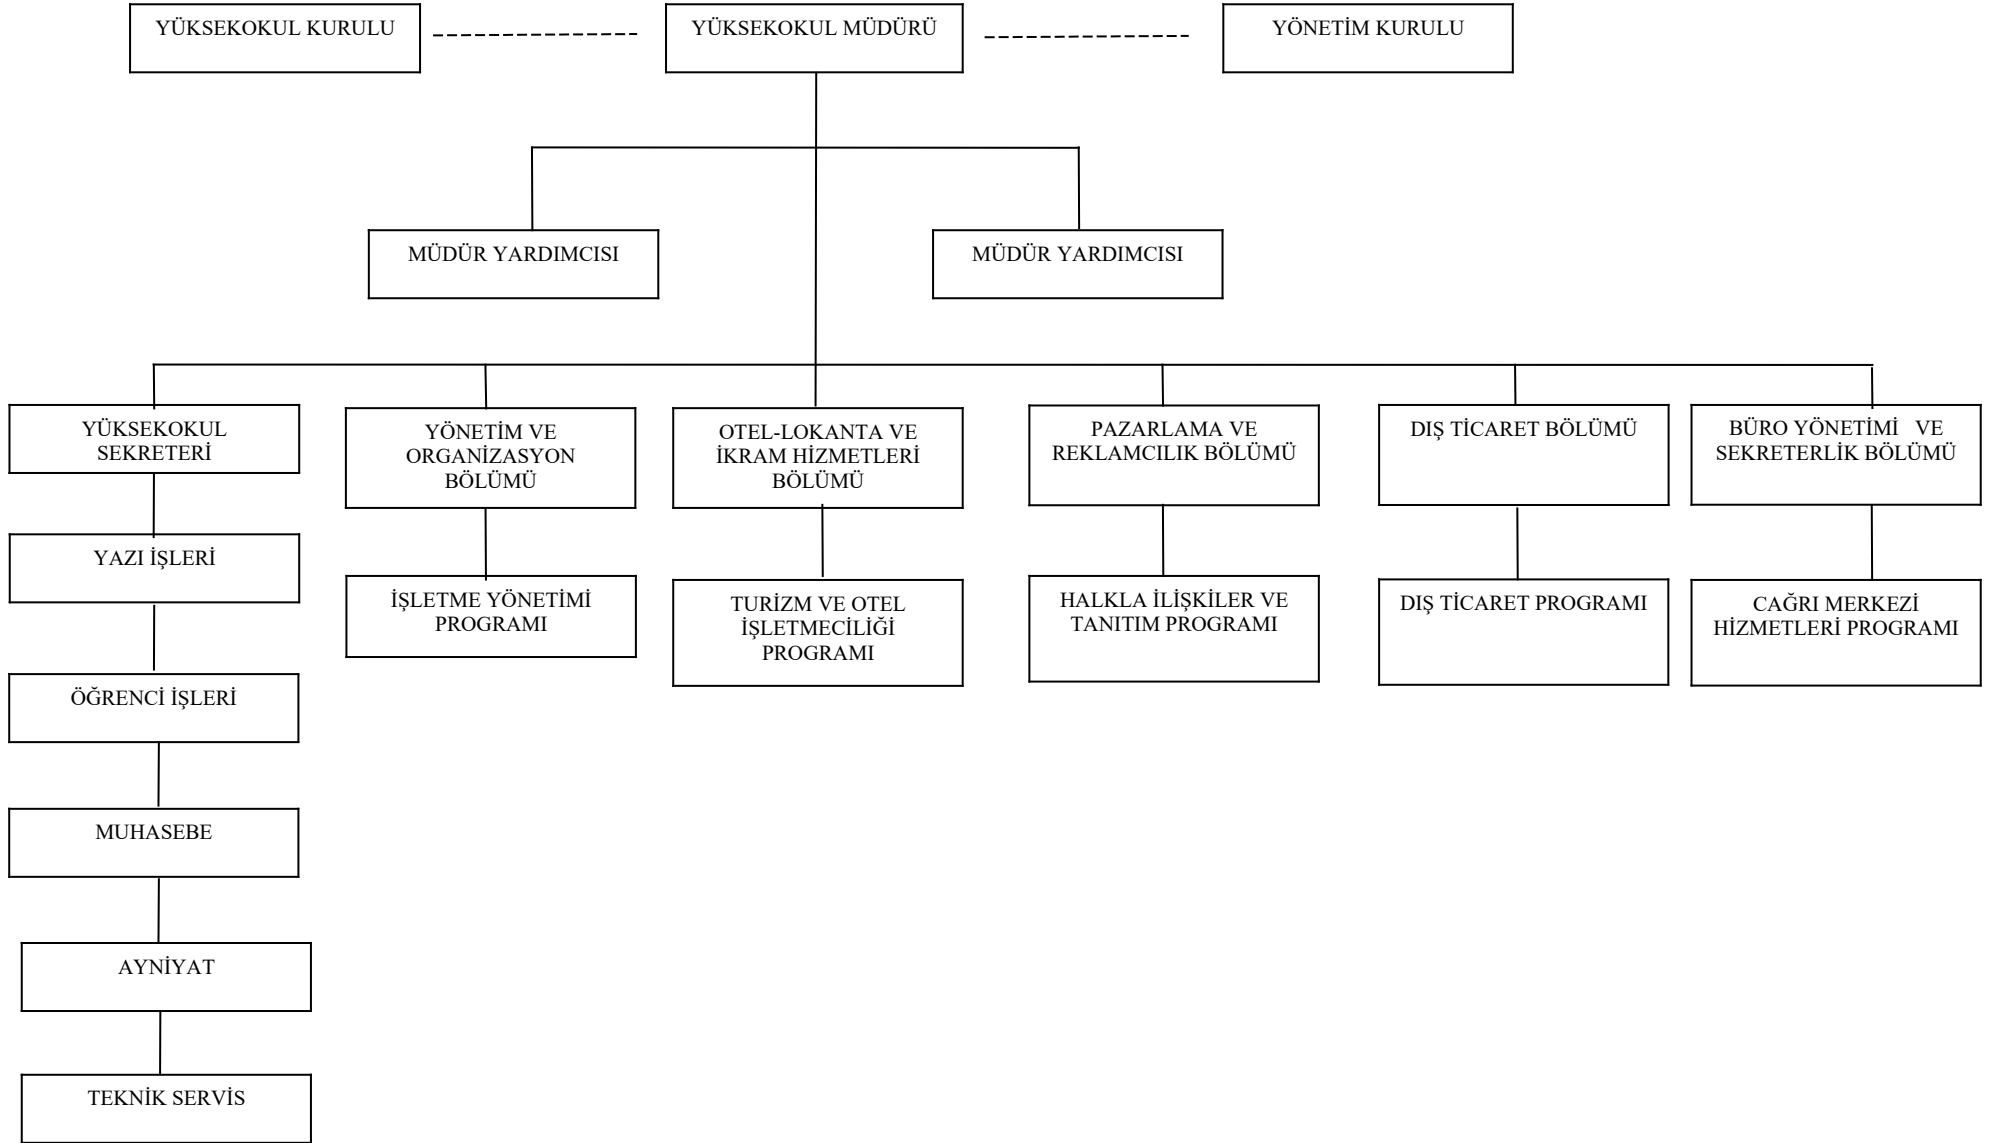 YÜKSEKOKUL KURULU
YÜKSEKOKUL MÜDÜRÜ
YÖNETİM KURULU
MÜDÜR YARDIMCISI
MÜDÜR YARDIMCISI
YÜKSEKOKUL
SEKRETERİ
YÖNETİM VE
ORGANİZASYON
BÖLÜMÜ
OTEL-LOKANTA VE
İKRAM HİZMETLERİ
BÖLÜMÜ
PAZARLAMA VE
REKLAMCILIK BÖLÜMÜ
DIŞ TİCARET BÖLÜMÜ
BÜRO YÖNETİMİ VE
SEKRETERLİK BÖLÜMÜ
YAZI İŞLERİ
İŞLETME YÖNETİMİ
PROGRAMI
TURİZM VE OTEL
İŞLETMECİLİĞİ
PROGRAMI
HALKLA İLİŞKİLER VE
TANITIM PROGRAMI
DIŞ TİCARET PROGRAMI
CAĞRI MERKEZİ
HİZMETLERİ PROGRAMI
ÖĞRENCİ İŞLERİ
MUHASEBE
AYNİYAT
TEKNİK SERVİS